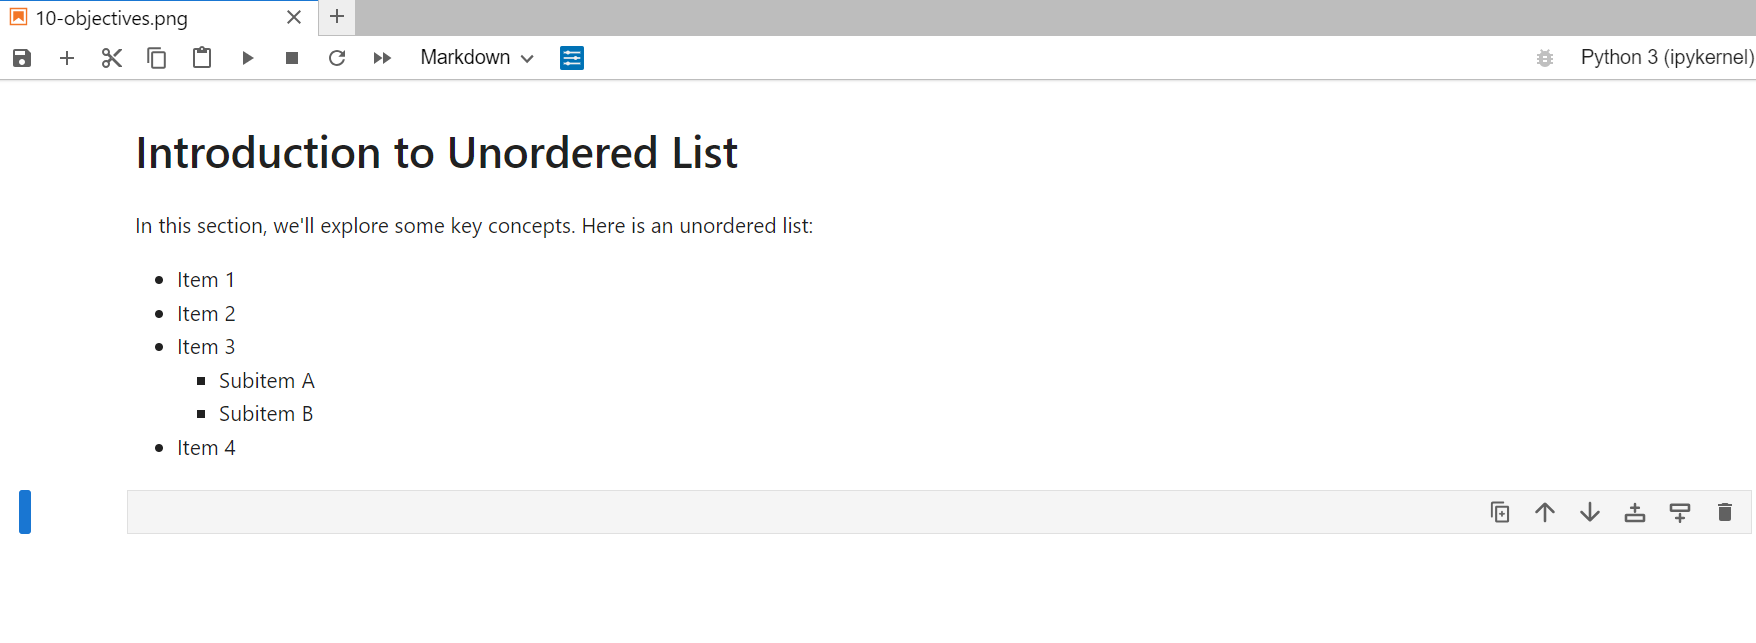 10-objectives.png
Markdown
Python 3 (ipykernel)
Introduction to Unordered List
In this section, we'll explore some key concepts. Here is an unordered list:
Item 1
Item 2
Item 3
Subitem A
Subitem B
Item 4